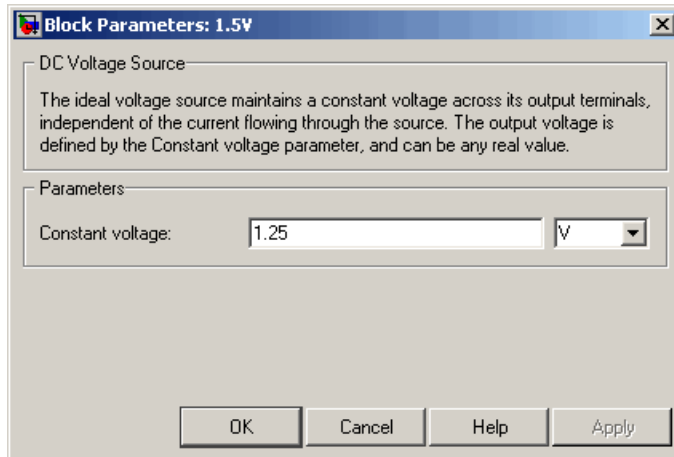 Block Parameters: 1.5V
DC Voltage Source
The ideal voltage source maintains a constant voltage across its output terminals,
independent of the current flowing through the source. The output voltage is
defined by the Constant voltage parameter, and can be any real value.
Parameters
Constant voltage: 1.25 V
OK Cancel Help Apply